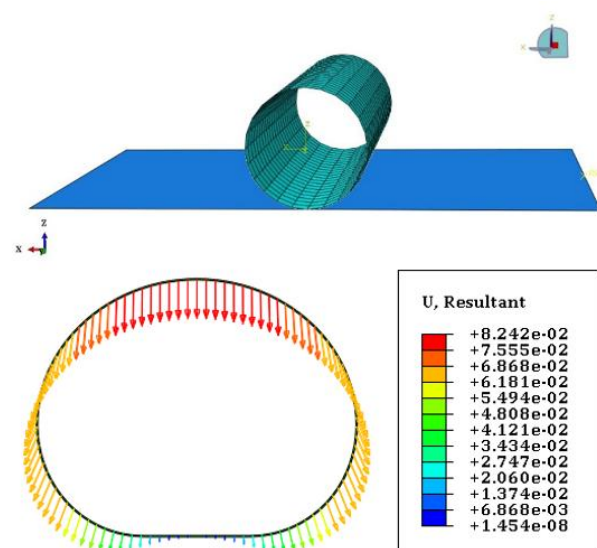 z
x
z
x
z
x
U, Resultant
+8.242e-02
+7.555e-02
+6.868e-02
+6.181e-02
+5.494e-02
+4.808e-02
+4.121e-02
+3.434e-02
+2.747e-02
+2.060e-02
+1.374e-02
+6.868e-03
+1.454e-08